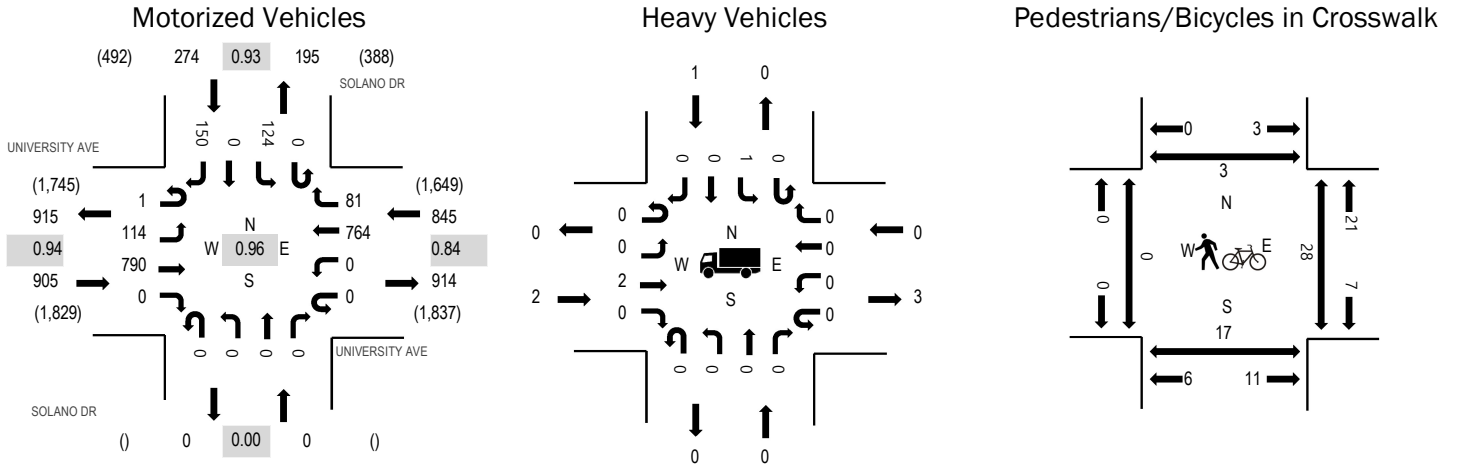 Motorized Vehicles
(492) 274 0.93 195 (388)
SOLANO DR
150 0 124 0
UNIVERSITY AVE
(1,745) (1,649)
1 81
915 845
N
114 764
0.94 W 0.96 E 0.84
790 0
S
905 0 0 914
(1,829) (1,837)
0 0 0 0
UNIVERSITY AVE
SOLANO DR
() 0 0.00 0 ()
Heavy Vehicles
1 0
0 0 1 0
0 0
0 N 0
0 0
W E
2 0
2 S 3
0 0
0 0 0 0
0 0
Pedestrians/Bicycles in Crosswalk
0 3
3
N
0 21
W E
0 28
0 7
S
17
6 11